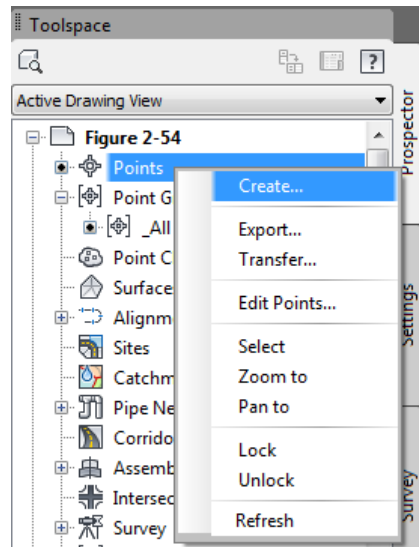 Toolspace
?
Active Drawing View
Figure 2-54
Points
Point G
_All
Point C
Surface
Alignm
Sites
Catchm
Pipe Ne
Corrido
Assemb
Intersec
Survey
Create...
Export...
Transfer...
Edit Points...
Select
Zoom to
Pan to
Lock
Unlock
Refresh
Prospector
Settings
Survey